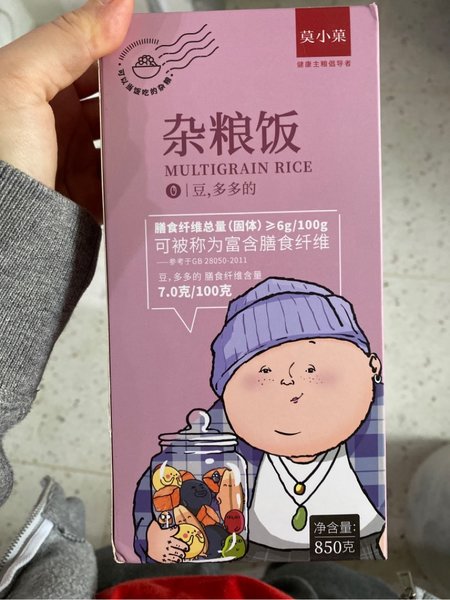 莫小菓
健康主粮倡导者
可以当饭吃的杂粮
杂粮饭
MULTIGRAIN RICE
豆,多多的
膳食纤维总量(固体)≥6g/100g
可被称为富含膳食纤维
——参考于GB 28050-2011
豆,多多的 膳食纤维含量
7.0克/100克
净含量:
850克